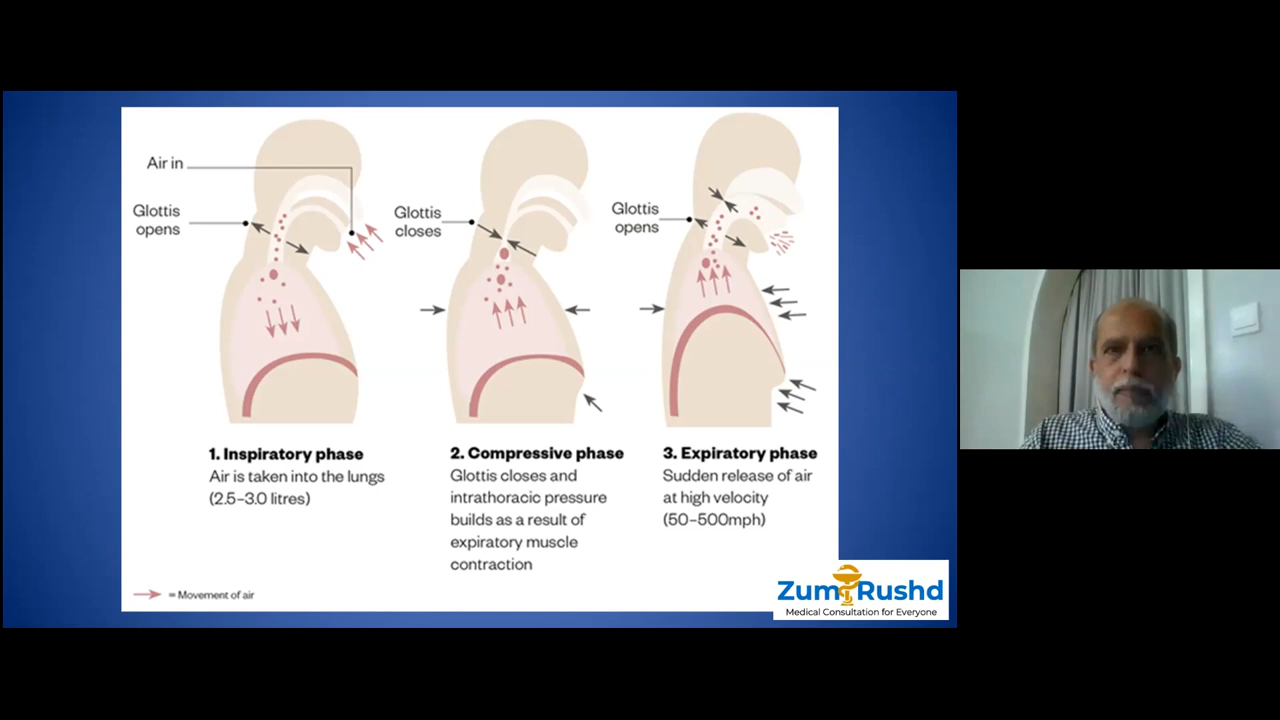 Air in
Glottis
opens
Glottis
closes
Glottis
opens
1. Inspiratory phase
Air is taken into the lungs
(2.5–3.0 litres)
2. Compressive phase
Glottis closes and
intrathoracic pressure
builds as a result of
expiratory muscle
contraction
3. Expiratory phase
Sudden release of air
at high velocity
(50–500mph)
= Movement of air
Zum Rushd
Medical Consultation for Everyone